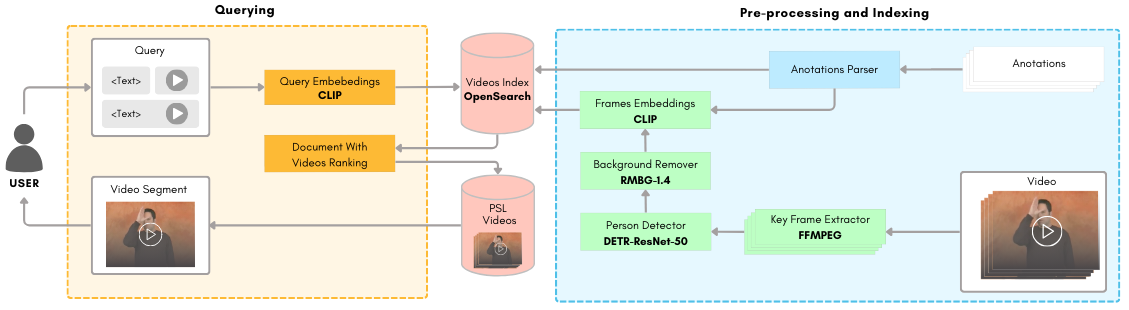 Querying
Pre-processing and Indexing
Query
<Text>
<Text>
Query Embebedings
CLIP
Videos Index
OpenSearch
Anotations Parser
Anotations
Frames Embeddings
CLIP
Document With
Videos Ranking
Background Remover
RMBG-1.4
USER
Video Segment
PSL
Videos
Person Detector
DETR-ResNet-50
Key Frame Extractor
FFMPEG
Video